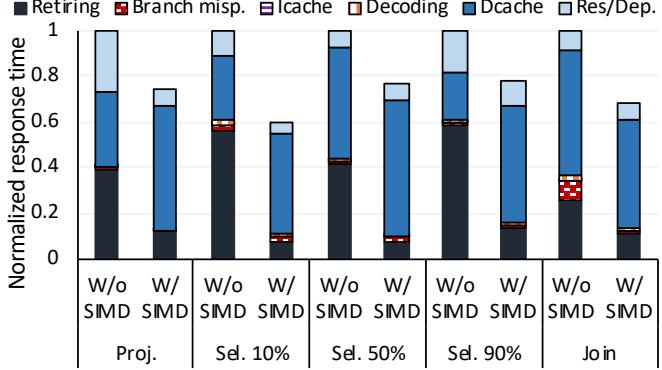 Retiring Branch misp. Icache Decoding Dcache Res/Dep.
Normalized response time
1
0.8
0.6
0.4
0.2
0
W/o SIMD W/ SIMD W/o SIMD W/ SIMD W/o SIMD W/ SIMD W/o SIMD W/ SIMD W/o SIMD W/ SIMD
Proj. Sel. 10% Sel. 50% Sel. 90% Join